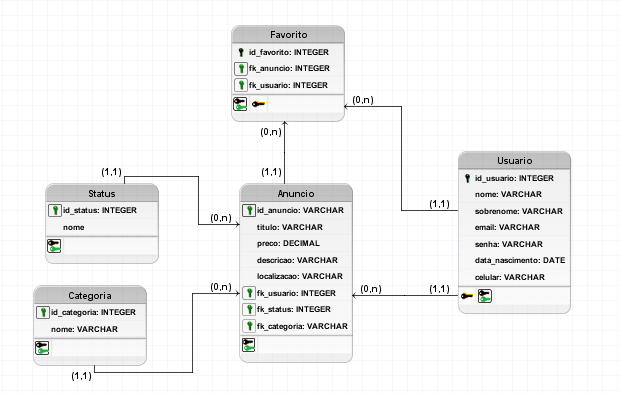 Favorito
id_favorito: INTEGER
fk_anuncio: INTEGER
fk_usuario: INTEGER
(0,n)
(0,n)
(1,1)
Usuario
id_usuario: INTEGER
nome: VARCHAR
sobrenome: VARCHAR
email: VARCHAR
senha: VARCHAR
data_nascimento: DATE
celular: VARCHAR
(1,1)
(1,1)
(0,n)
Status
id_status: INTEGER
nome
(1,1)
(0,n)
Anuncio
id_anuncio: VARCHAR
titulo: VARCHAR
preco: DECIMAL
descricao: VARCHAR
localizacao: VARCHAR
fk_usuario: INTEGER
fk_status: INTEGER
fk_categoria: VARCHAR
(0,n)
Categoria
id_categoria: INTEGER
nome: VARCHAR
(1,1)